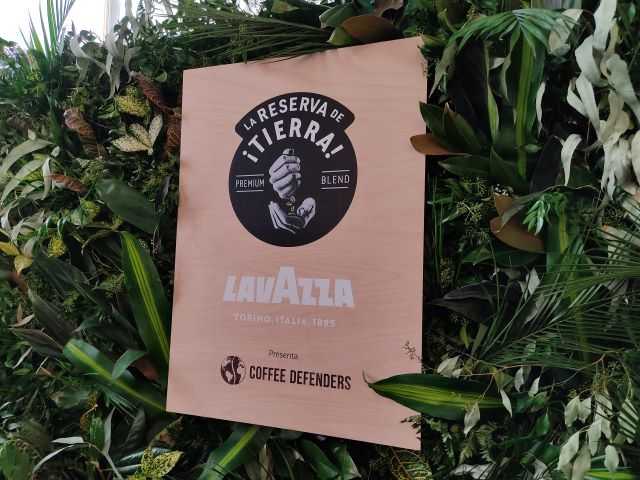 LA RESERVA DE
¡TIERRA!
PREMIUM BLEND
LAVAZZA
TORINO, ITALIA, 1895
Presenta
COFFEE DEFENDERS